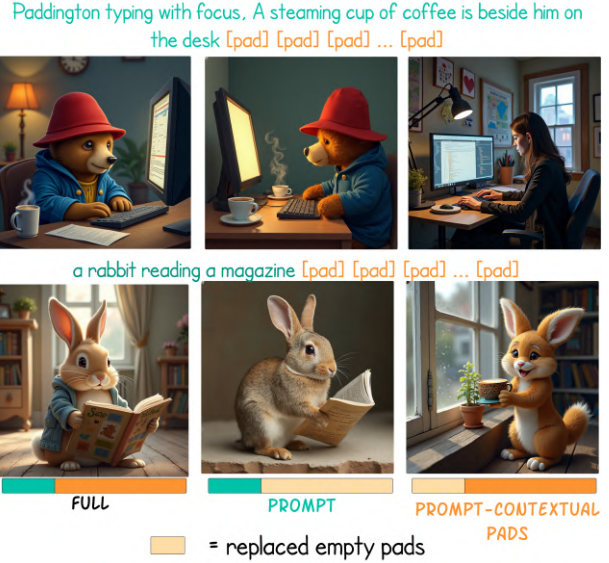 Paddington typing with focus, A steaming cup of coffee is beside him on
the desk [pad] [pad] [pad] ... [pad]
a rabbit reading a magazine [pad] [pad] [pad] ... [pad]
FULL
PROMPT
PROMPT-CONTEXTUAL
PADS
= replaced empty pads